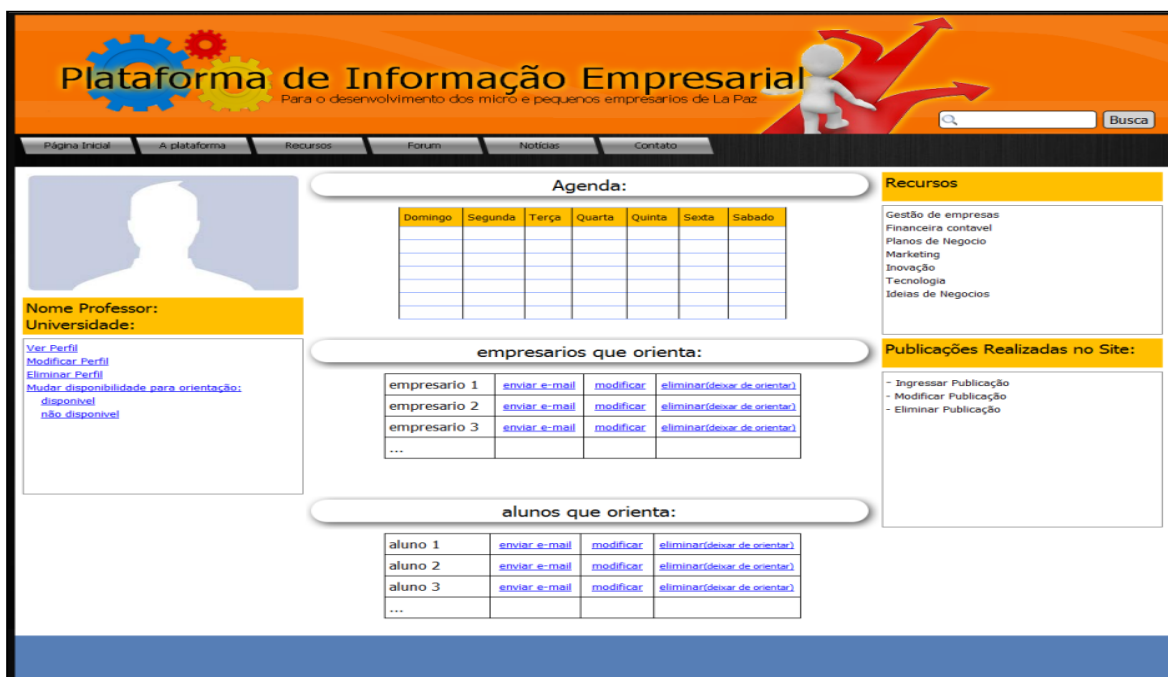 Plataforma de Informação Empresarial
Para o desenvolvimento dos micro e pequenos empresarios de La Paz
Busca
Página Inicial A plataforma Recursos Forum Notícias Contato
Nome Professor:
Universidade:
Ver Perfil
Modificar Perfil
Eliminar Perfil
Mudar disponibilidade para orientação:
disponivel
não disponivel
Agenda:
Domingo Segunda Terça Quarta Quinta Sexta Sabado
empresarios que orienta:
empresario 1 enviar e-mail modificar eliminar(deixar de orientar)
empresario 2 enviar e-mail modificar eliminar(deixar de orientar)
empresario 3 enviar e-mail modificar eliminar(deixar de orientar)
...
alunos que orienta:
aluno 1 enviar e-mail modificar eliminar(deixar de orientar)
aluno 2 enviar e-mail modificar eliminar(deixar de orientar)
aluno 3 enviar e-mail modificar eliminar(deixar de orientar)
...
Recursos
Gestão de empresas
Financeira contavel
Planos de Negocio
Marketing
Inovação
Tecnologia
Ideias de Negocios
Publicações Realizadas no Site:
- Ingressar Publicação
- Modificar Publicação
- Eliminar Publicação